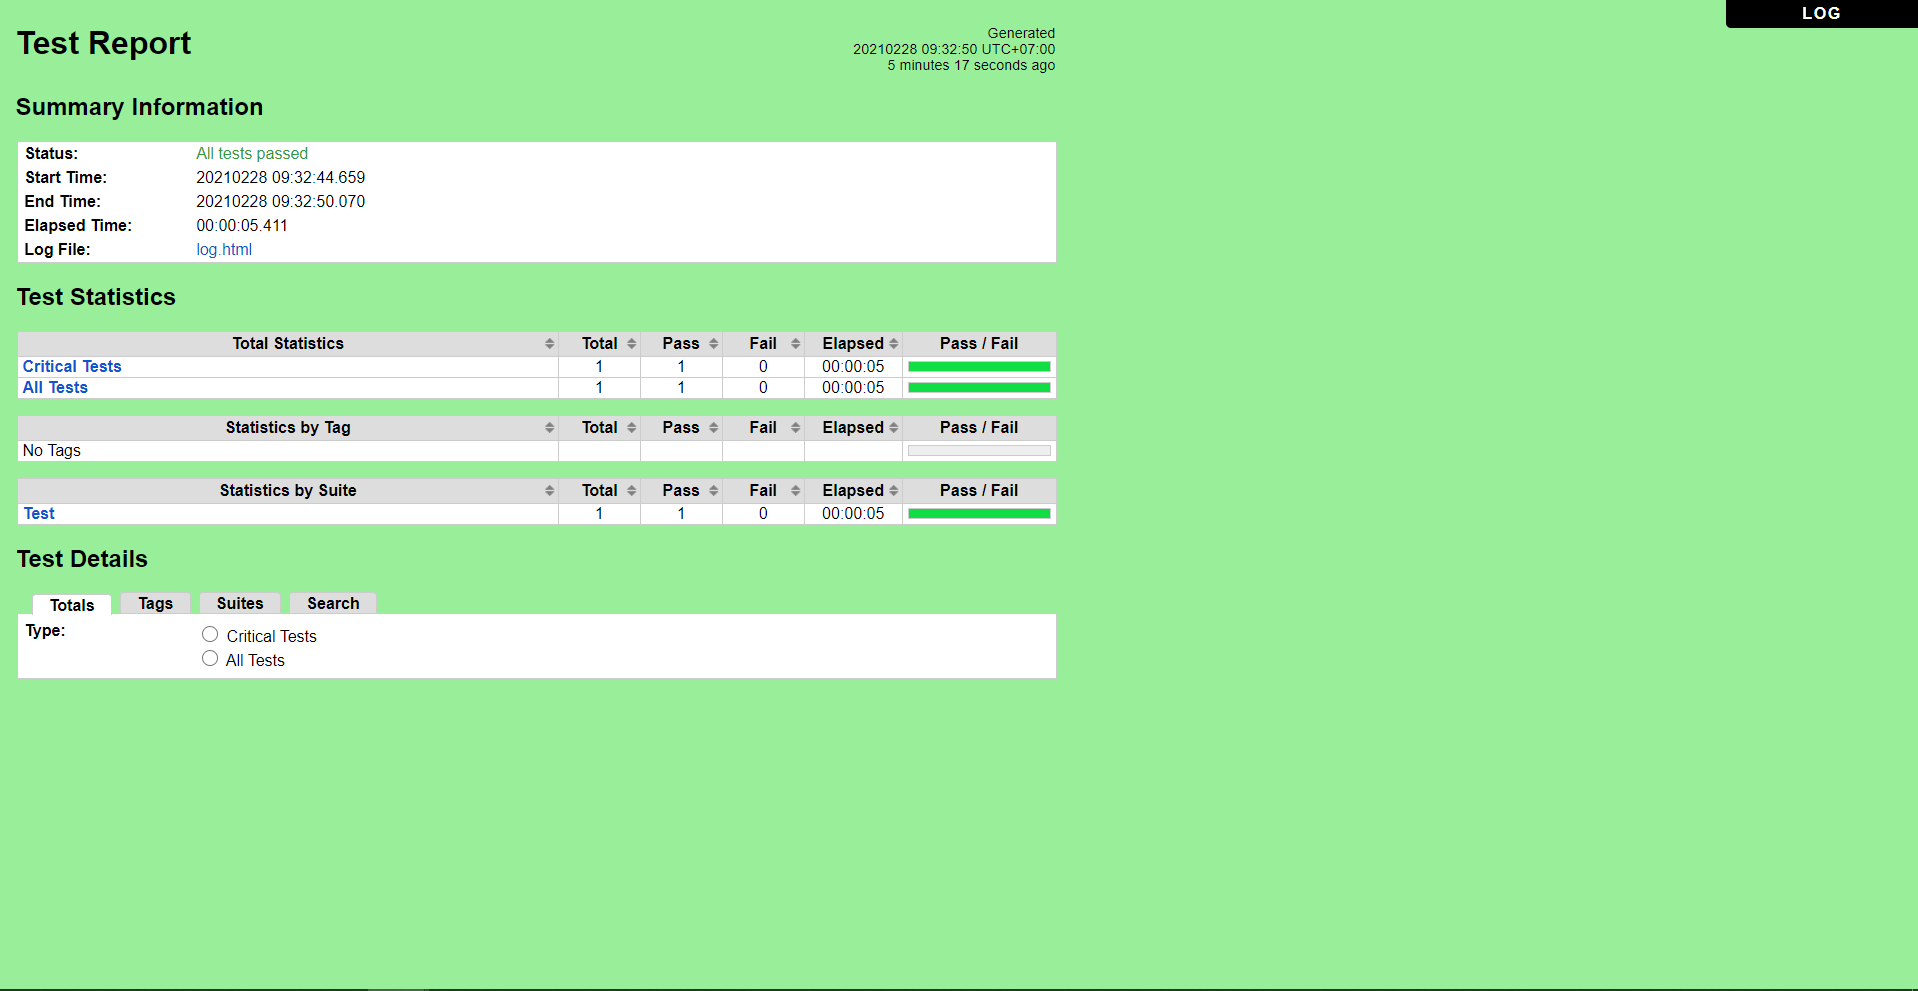 LOG
Test Report
Generated
20210228 09:32:50 UTC+07:00
5 minutes 17 seconds ago
Summary Information
Status: All tests passed
Start Time: 20210228 09:32:44.659
End Time: 20210228 09:32:50.070
Elapsed Time: 00:00:05.411
Log File: log.html
Test Statistics
Total Statistics Total Pass Fail Elapsed Pass / Fail
Critical Tests 1 1 0 00:00:05
All Tests 1 1 0 00:00:05
Statistics by Tag Total Pass Fail Elapsed Pass / Fail
No Tags
Statistics by Suite Total Pass Fail Elapsed Pass / Fail
Test 1 1 0 00:00:05
Test Details
Totals Tags Suites Search
Type: Critical Tests
All Tests